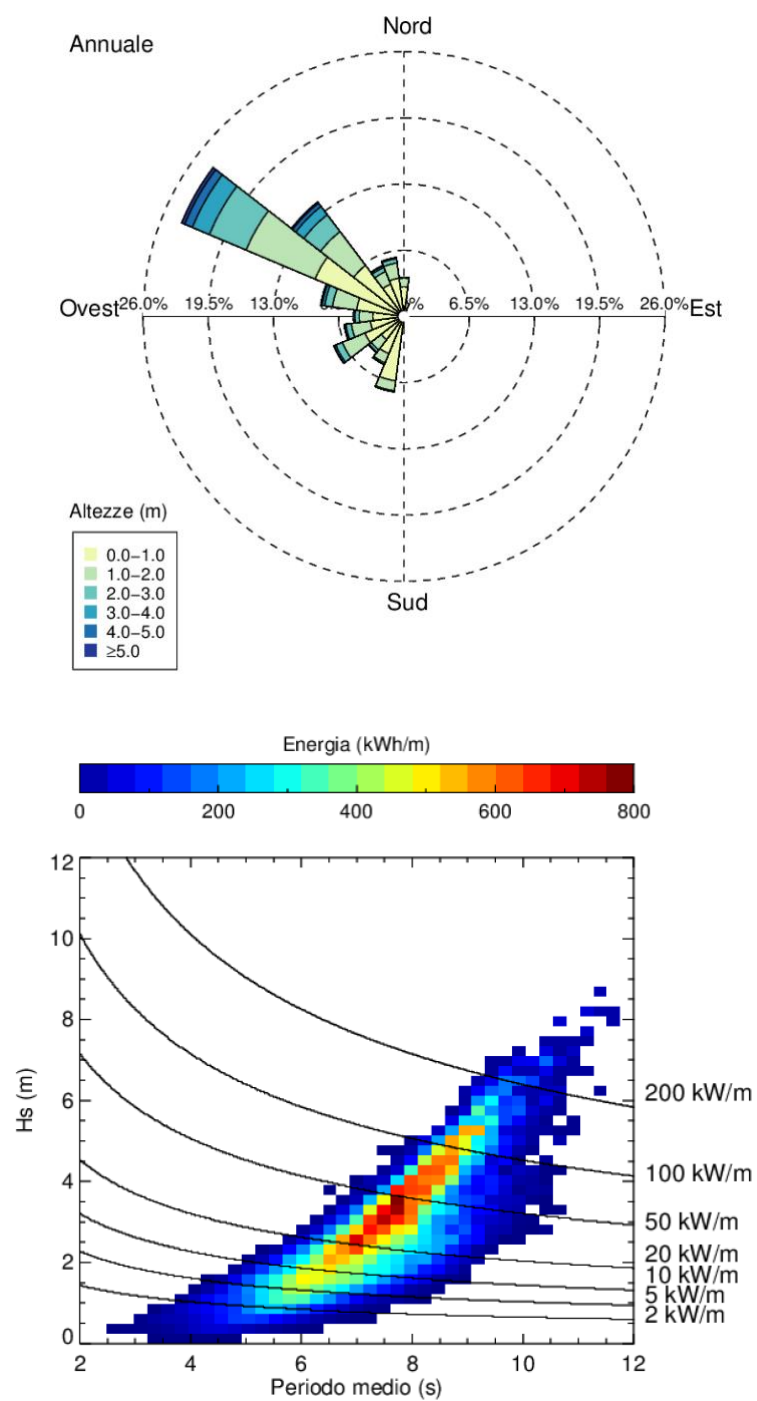 Nord
Annuale
Ovest 26.0% 19.5% 13.0% % 6.5% 13.0% 19.5% 26.0% Est
Sud
Altezze (m)
0.0−1.0
1.0−2.0
2.0−3.0
3.0−4.0
4.0−5.0
≥5.0
Energia (kWh/m)
0 200 400 600 800
12
10
8
6
4
2
0
Hs (m)
200 kW/m
100 kW/m
50 kW/m
20 kW/m
10 kW/m
5 kW/m
2 kW/m
2 4 6 8 10 12
Periodo medio (s)